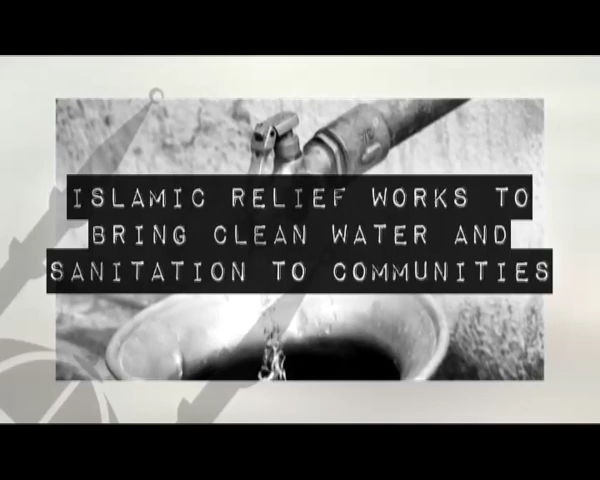 ISLAMIC RELIEF WORKS TO
BRING CLEAN WATER AND
SANITATION TO COMMUNITIES